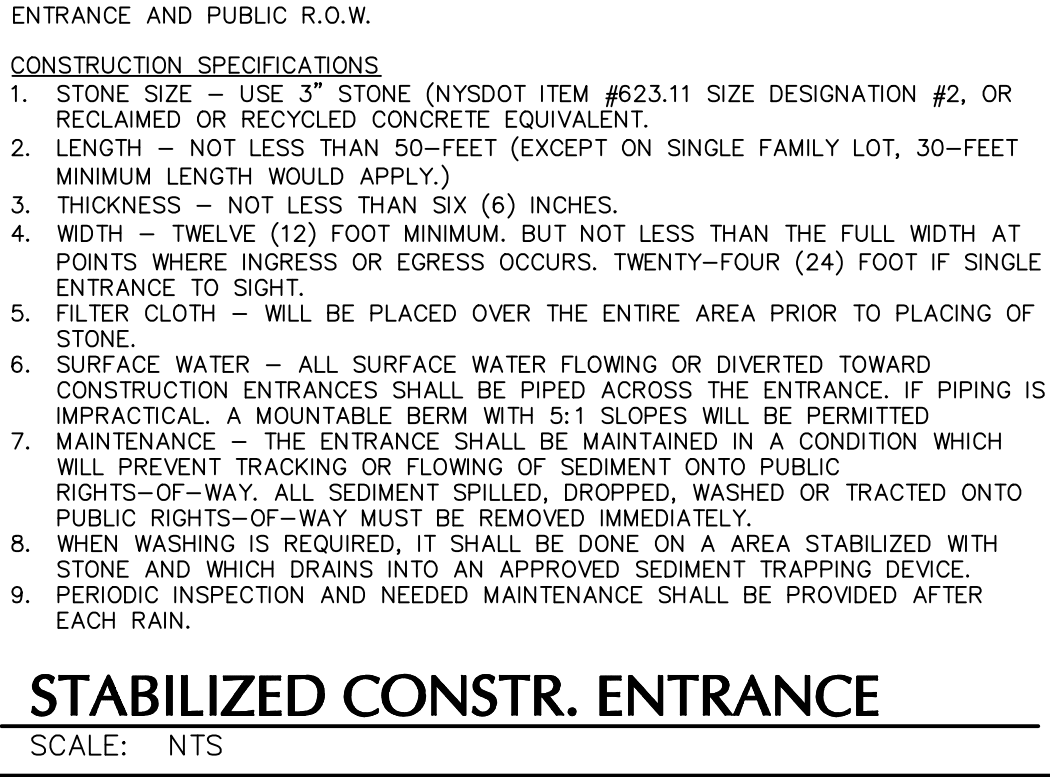 ENTRANCE AND PUBLIC R.O.W.
CONSTRUCTION SPECIFICATIONS
1. STONE SIZE – USE 3" STONE (NYSDOT ITEM #623.11 SIZE DESIGNATION #2, OR
RECLAIMED OR RECYCLED CONCRETE EQUIVALENT.
2. LENGTH – NOT LESS THAN 50–FEET (EXCEPT ON SINGLE FAMILY LOT, 30–FEET
MINIMUM LENGTH WOULD APPLY.)
3. THICKNESS – NOT LESS THAN SIX (6) INCHES.
4. WIDTH – TWELVE (12) FOOT MINIMUM. BUT NOT LESS THAN THE FULL WIDTH AT
POINTS WHERE INGRESS OR EGRESS OCCURS. TWENTY–FOUR (24) FOOT IF SINGLE
ENTRANCE TO SIGHT.
5. FILTER CLOTH – WILL BE PLACED OVER THE ENTIRE AREA PRIOR TO PLACING OF
STONE.
6. SURFACE WATER – ALL SURFACE WATER FLOWING OR DIVERTED TOWARD
CONSTRUCTION ENTRANCES SHALL BE PIPED ACROSS THE ENTRANCE. IF PIPING IS
IMPRACTICAL. A MOUNTABLE BERM WITH 5:1 SLOPES WILL BE PERMITTED
7. MAINTENANCE – THE ENTRANCE SHALL BE MAINTAINED IN A CONDITION WHICH
WILL PREVENT TRACKING OR FLOWING OF SEDIMENT ONTO PUBLIC
RIGHTS–OF–WAY. ALL SEDIMENT SPILLED, DROPPED, WASHED OR TRACTED ONTO
PUBLIC RIGHTS–OF–WAY MUST BE REMOVED IMMEDIATELY.
8. WHEN WASHING IS REQUIRED, IT SHALL BE DONE ON A AREA STABILIZED WITH
STONE AND WHICH DRAINS INTO AN APPROVED SEDIMENT TRAPPING DEVICE.
9. PERIODIC INSPECTION AND NEEDED MAINTENANCE SHALL BE PROVIDED AFTER
EACH RAIN.
STABILIZED CONSTR. ENTRANCE
SCALE: NTS